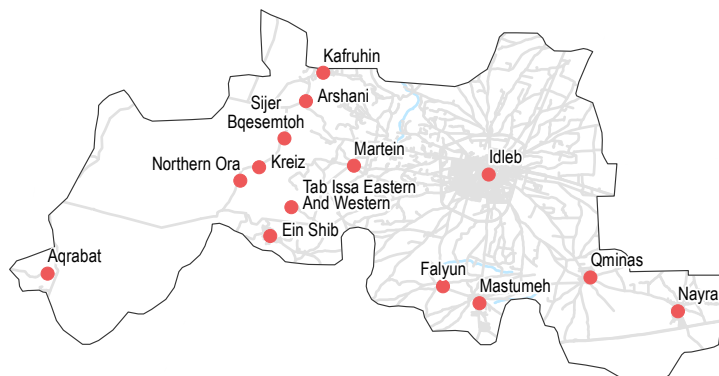 Kafruhin
Arshani
Sijer
Bqesemtoh
Martein
Idleb
Northern Ora
Kreiz
Tab Issa Eastern
And Western
Ein Shib
Aqrabat
Falyun
Mastumeh
Qminas
Nayra